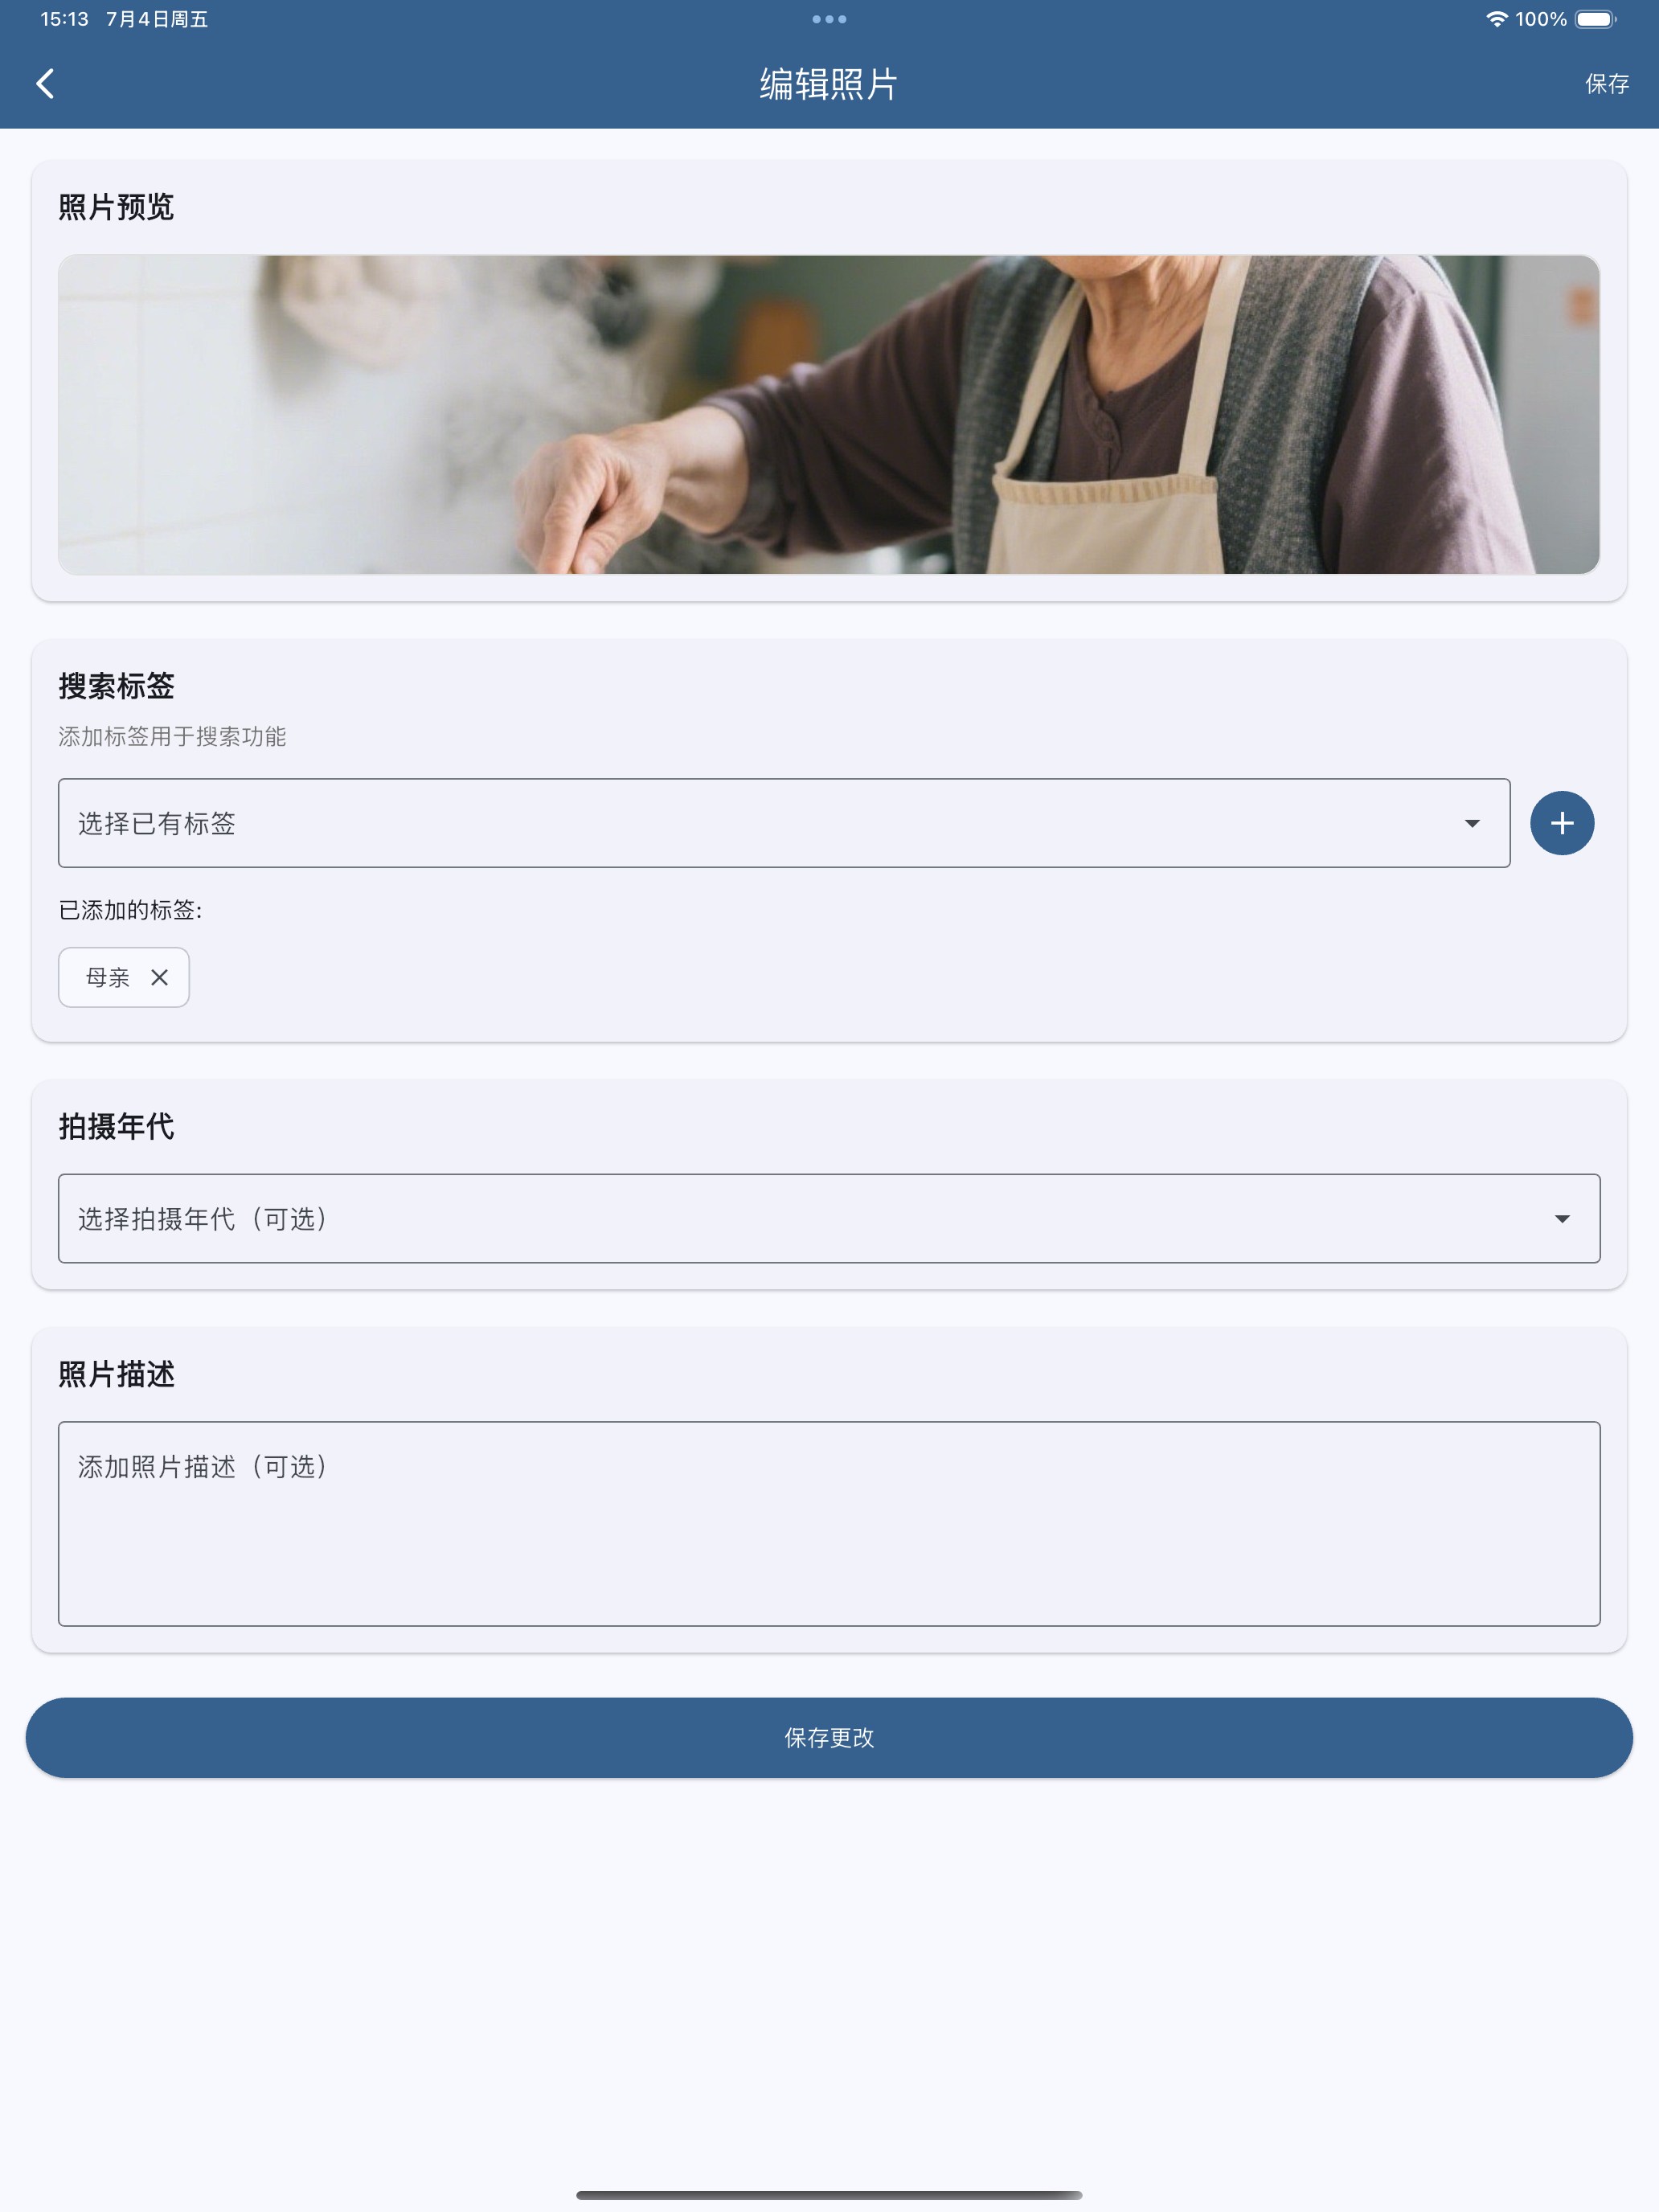 15:13 7月4日周五
100%
编辑照片
保存
照片预览
搜索标签
添加标签用于搜索功能
选择已有标签
已添加的标签:
母亲
拍摄年代
选择拍摄年代（可选）
照片描述
添加照片描述（可选）
保存更改